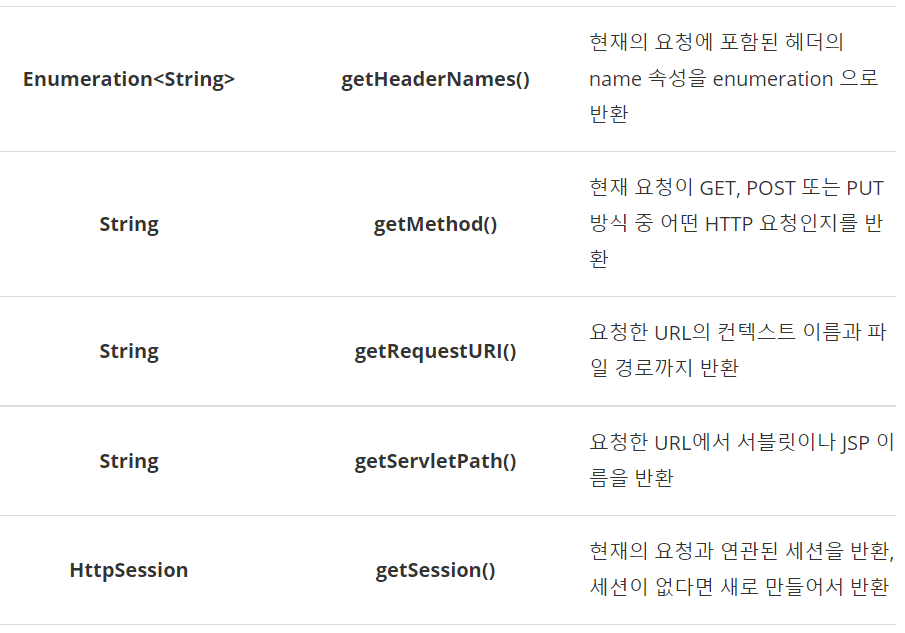 Enumeration<String>
getHeaderNames()
현재의 요청에 포함된 헤더의
name 속성을 enumeration 으로
반환
String
getMethod()
현재 요청이 GET, POST 또는 PUT
방식 중 어떤 HTTP 요청인지를 반
환
String
getRequestURI()
요청한 URL의 컨텍스트 이름과 파
일 경로까지 반환
String
getServletPath()
요청한 URL에서 서블릿이나 JSP 이
름을 반환
HttpSession
getSession()
현재의 요청과 연관된 세션을 반환,
세션이 없다면 새로 만들어서 반환